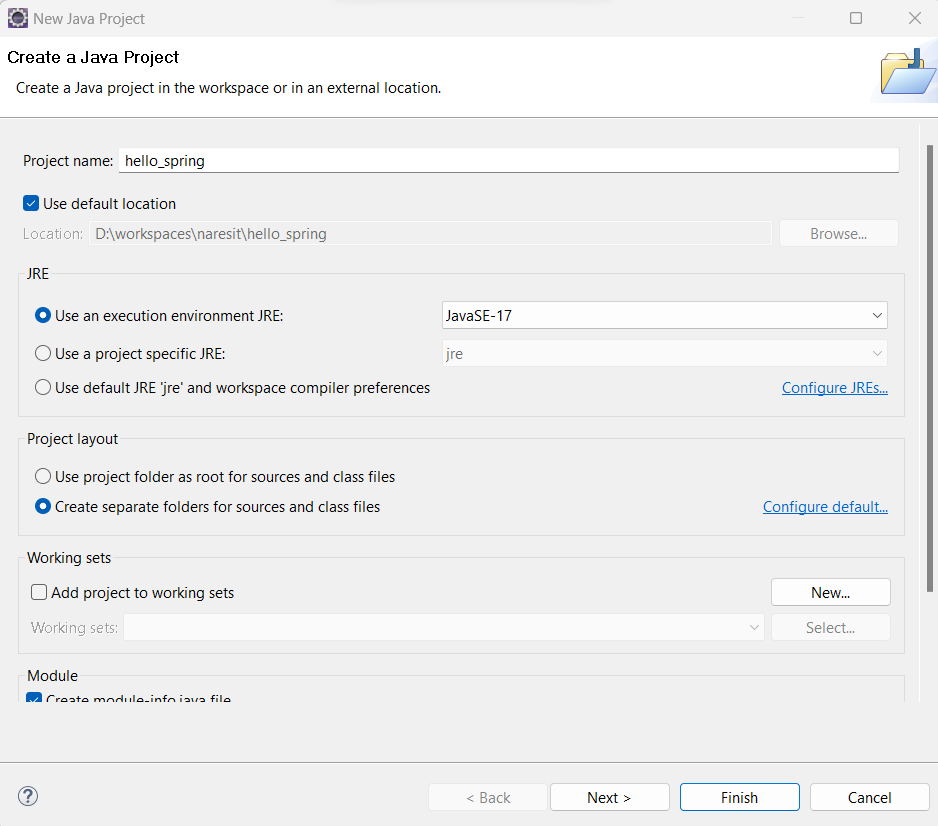 New Java Project
Create a Java Project
Create a Java project in the workspace or in an external location.
Project name: hello_spring
Use default location
Location: D:\workspaces\naresit\hello_spring Browse...
JRE
Use an execution environment JRE: JavaSE-17
Use a project specific JRE: jre
Use default JRE 'jre' and workspace compiler preferences Configure JREs...
Project layout
Use project folder as root for sources and class files
Create separate folders for sources and class files Configure default...
Working sets
Add project to working sets New...
Working sets: Select...
Module
Create module-info.java file
? < Back Next > Finish Cancel